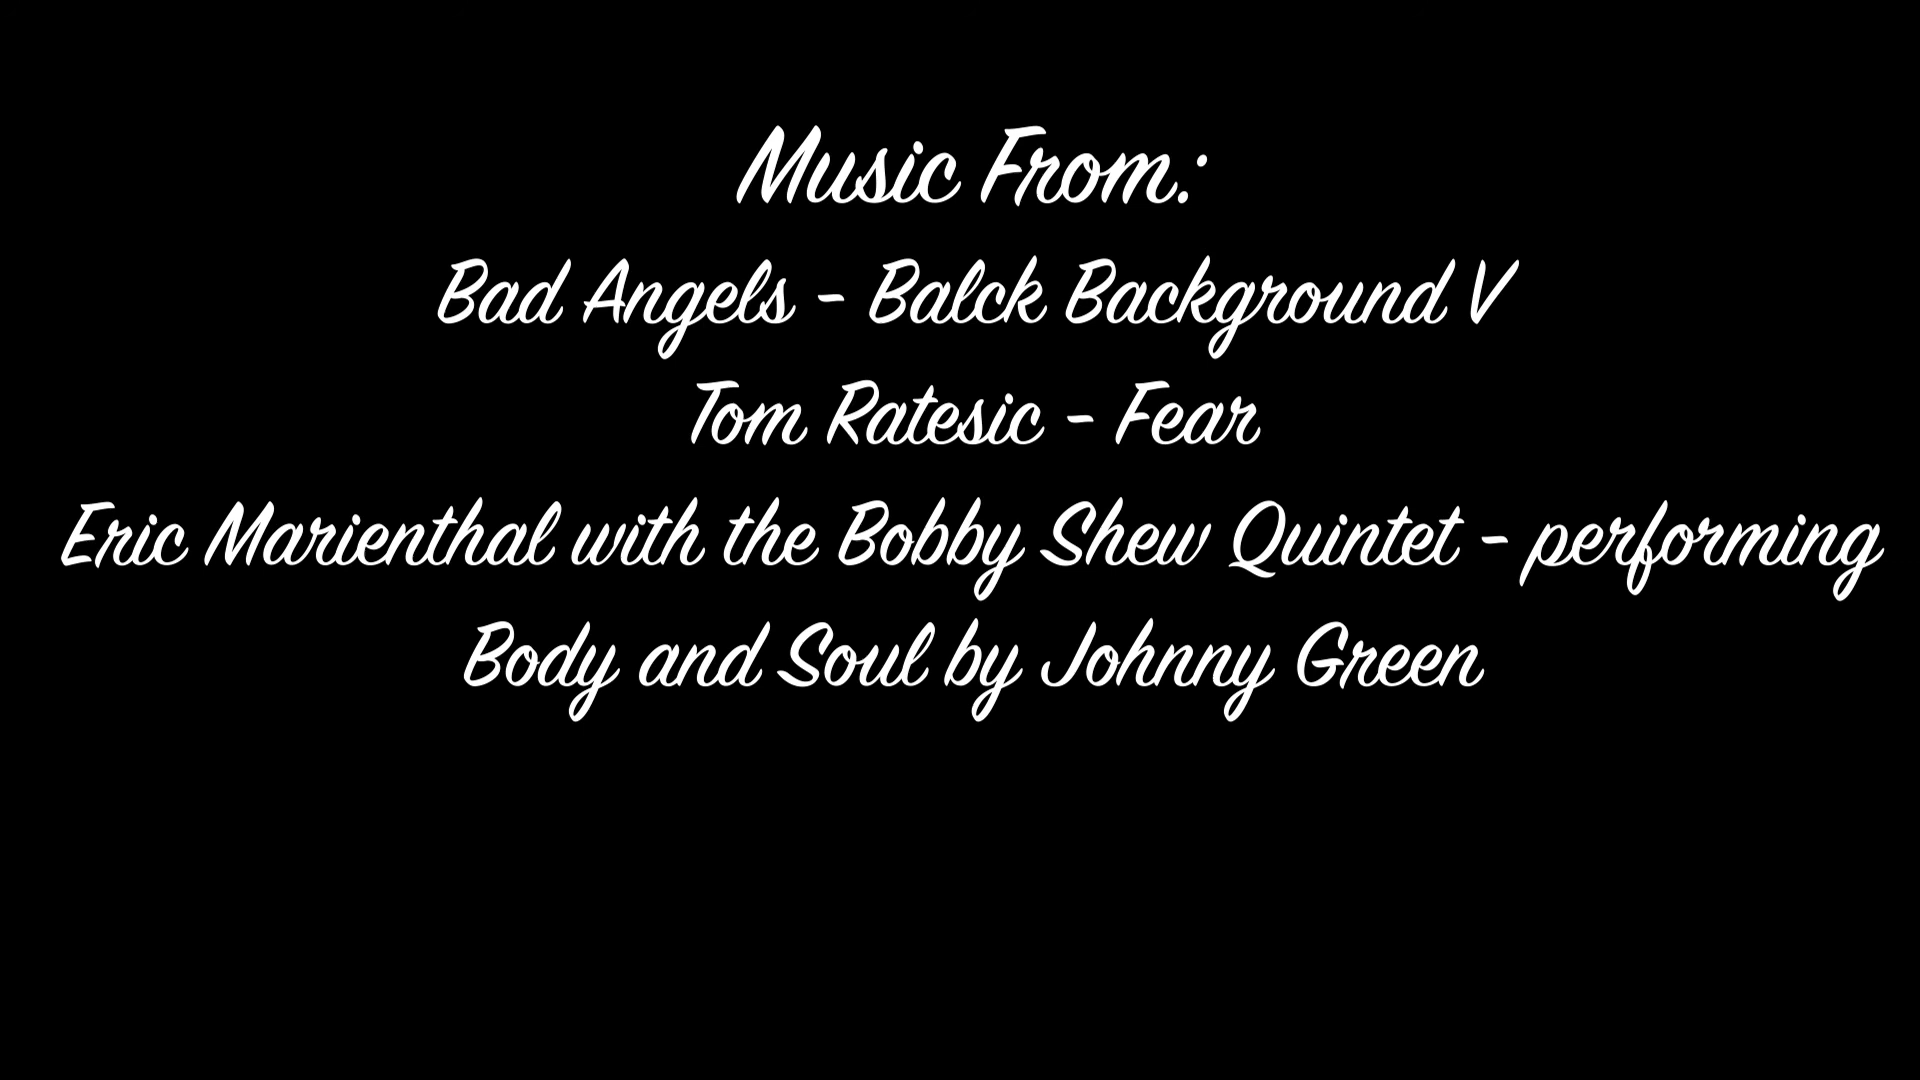 Music From:
Bad Angels - Balck Background V
Tom Ratesic - Fear
Eric Marienthal with the Bobby Shew Quintet - performing
Body and Soul by Johnny Green